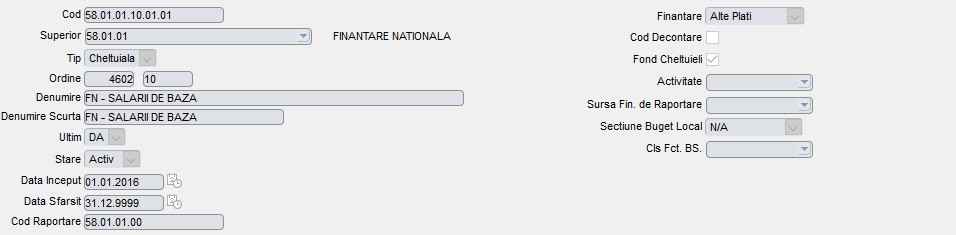 Cod 58.01.01.10.01.01
Superior 58.01.01 FINANTARE NATIONALA
Tip Cheltuiala
Ordine 4602 10
Denumire FN - SALARII DE BAZA
Denumire Scurta FN - SALARII DE BAZA
Ultim DA
Stare Activ
Data Inceput 01.01.2016
Data Sfarsit 31.12.9999
Cod Raportare 58.01.01.00
Finantare Alte Plati
Cod Decontare
Fond Cheltuieli
Activitate
Sursa Fin. de Raportare
Sectiune Buget Local N/A
Cls Fct. BS.